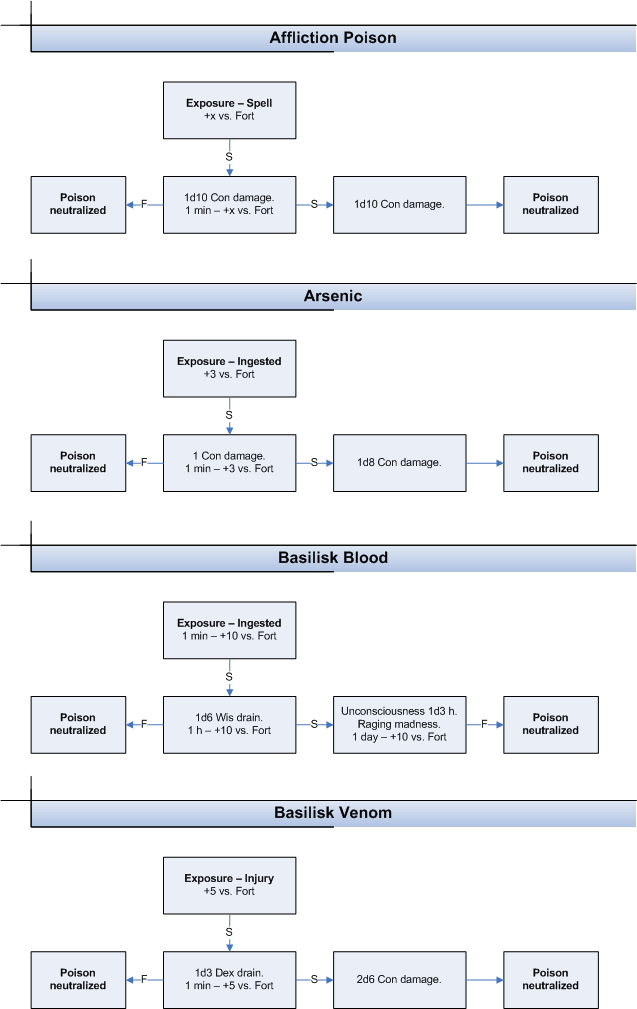 Affliction Poison
Exposure – Spell
+x vs. Fort
S
Poison
neutralized
F
1d10 Con damage.
1 min – +x vs. Fort
S
1d10 Con damage.
Poison
neutralized
Arsenic
Exposure – Ingested
+3 vs. Fort
S
Poison
neutralized
F
1 Con damage.
1 min – +3 vs. Fort
S
1d8 Con damage.
Poison
neutralized
Basilisk Blood
Exposure – Ingested
1 min – +10 vs. Fort
S
Poison
neutralized
F
1d6 Wis drain.
1 h – +10 vs. Fort
S
Unconsciousness 1d3 h.
Raging madness.
1 day – +10 vs. Fort
F
Poison
neutralized
Basilisk Venom
Exposure – Injury
+5 vs. Fort
S
Poison
neutralized
F
1d3 Dex drain.
1 min – +5 vs. Fort
S
2d6 Con damage.
Poison
neutralized